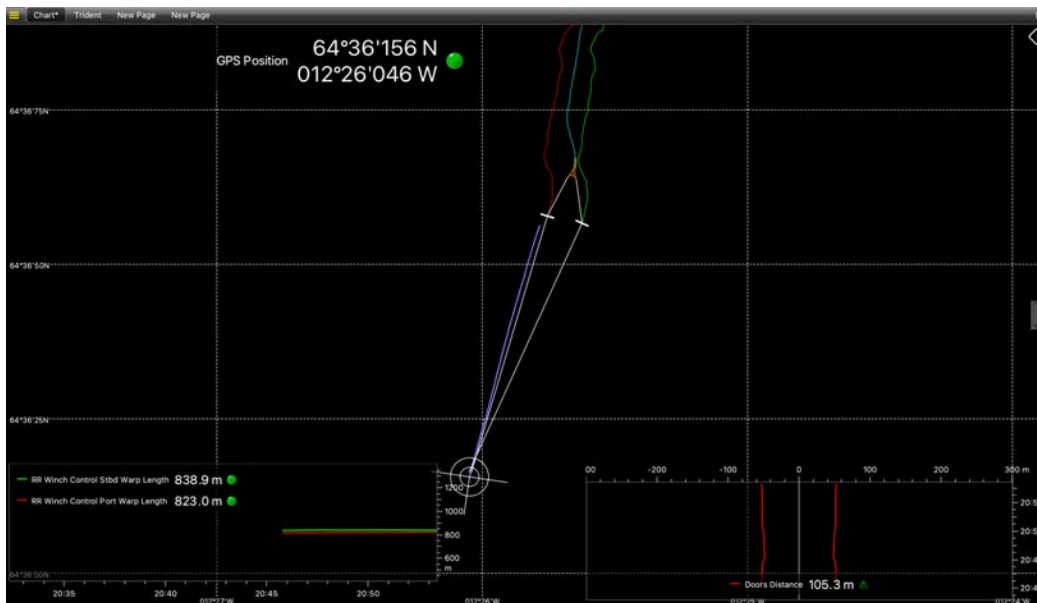 Chart* Trident New Page New Page
GPS Position 64°36'156 N
012°26'046 W
64°36'75N
64°36'50N
64°36'25N
00 -200 -100 0 100 200 300 m
RR Winch Control Stbd Warp Length 838.9 m
RR Winch Control Port Warp Length 823.0 m
1200
1000
800
600
m
Doors Distance 105.3 m
64°36'00N
20:35 20:40 20:45 20:50
012°27'W 012°26'W 012°25'W 012°24'W